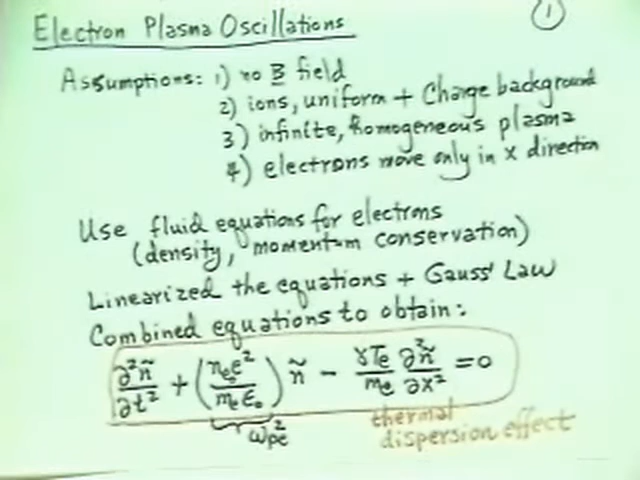 Electron Plasma Oscillations
1
Assumptions: 1) no B field
2) ions, uniform + Charge background
3) infinite, homogeneous plasma
4) electrons move only in x direction
Use fluid equations for electrons
(density, momentum conservation)
Linearized the equations + Gauss' Law
Combined equations to obtain:
∂²ñ/∂t² + (n₀e²/mₑε₀) ñ − γTₑ/mₑ ∂²ñ/∂x² = 0
ωpe²
thermal
dispersion effect